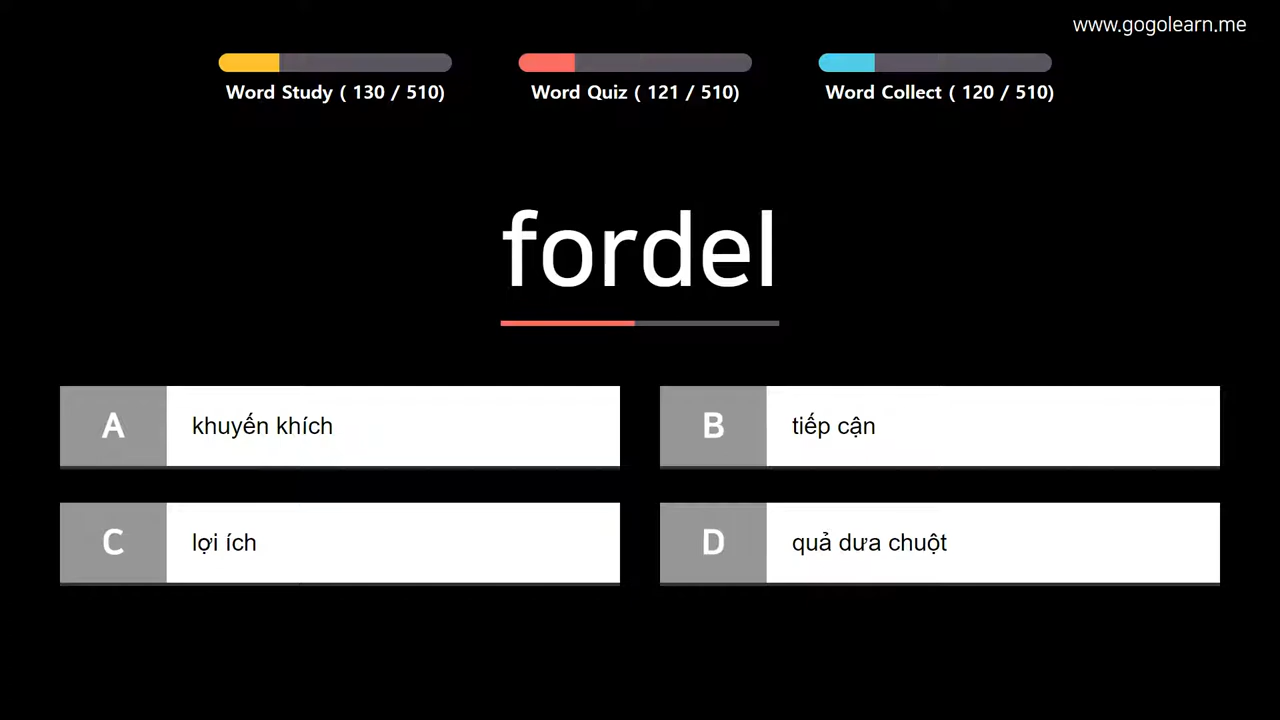 www.gogolearn.me
Word Study ( 130 / 510)
Word Quiz ( 121 / 510)
Word Collect ( 120 / 510)
fordel
A khuyến khích
B tiếp cận
C lợi ích
D quả dưa chuột